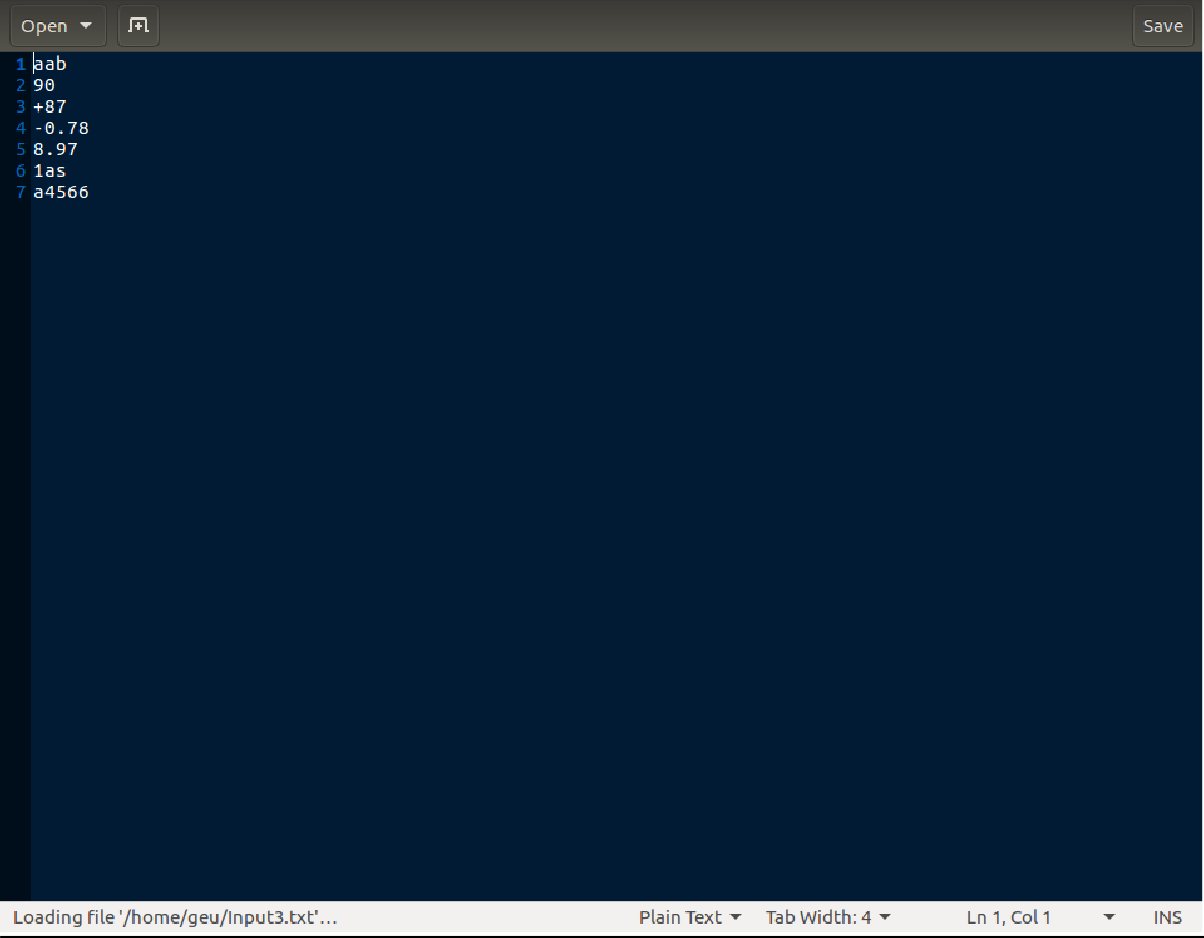 Open
Save
1 aab
2 90
3 +87
4 -0.78
5 8.97
6 1as
7 a4566
Loading file '/home/geu/Input3.txt'... Plain Text Tab Width: 4 Ln 1, Col 1 INS